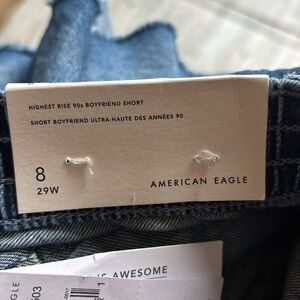 HIGHEST RISE 90s BOYFRIEND SHORT
SHORT BOYFRIEND ULTRA-HAUTE DES ANNÉES 90
8
29W
AMERICAN EAGLE
AWESOME